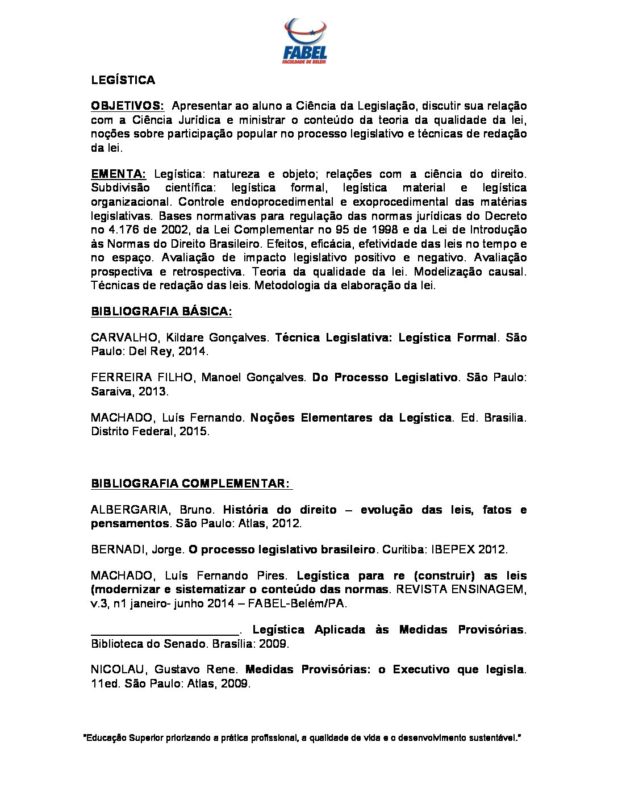 FABEL
FACULDADE DE BELÉM
LEGÍSTICA
OBJETIVOS: Apresentar ao aluno a Ciência da Legislação, discutir sua relação
com a Ciência Jurídica e ministrar o conteúdo da teoria da qualidade da lei,
noções sobre participação popular no processo legislativo e técnicas de redação
da lei.
EMENTA: Legística: natureza e objeto; relações com a ciência do direito.
Subdivisão científica: legística formal, legística material e legística
organizacional. Controle endoprocedimental e exoprocedimental das matérias
legislativas. Bases normativas para regulação das normas jurídicas do Decreto
no 4.176 de 2002, da Lei Complementar no 95 de 1998 e da Lei de Introdução
às Normas do Direito Brasileiro. Efeitos, eficácia, efetividade das leis no tempo e
no espaço. Avaliação de impacto legislativo positivo e negativo. Avaliação
prospectiva e retrospectiva. Teoria da qualidade da lei. Modelização causal.
Técnicas de redação das leis. Metodologia da elaboração da lei.
BIBLIOGRAFIA BÁSICA:
CARVALHO, Kildare Gonçalves. Técnica Legislativa: Legística Formal. São
Paulo: Del Rey, 2014.
FERREIRA FILHO, Manoel Gonçalves. Do Processo Legislativo. São Paulo:
Saraiva, 2013.
MACHADO, Luís Fernando. Noções Elementares da Legística. Ed. Brasilia.
Distrito Federal, 2015.
BIBLIOGRAFIA COMPLEMENTAR:
ALBERGARIA, Bruno. História do direito – evolução das leis, fatos e
pensamentos. São Paulo: Atlas, 2012.
BERNADI, Jorge. O processo legislativo brasileiro. Curitiba: IBEPEX 2012.
MACHADO, Luís Fernando Pires. Legística para re (construir) as leis
(modernizar e sistematizar o conteúdo das normas. REVISTA ENSINAGEM,
v.3, n1 janeiro- junho 2014 – FABEL-Belém/PA.
______________________. Legística Aplicada às Medidas Provisórias.
Biblioteca do Senado. Brasília: 2009.
NICOLAU, Gustavo Rene. Medidas Provisórias: o Executivo que legisla.
11ed. São Paulo: Atlas, 2009.
"Educação Superior priorizando a prática profissional, a qualidade de vida e o desenvolvimento sustentável."